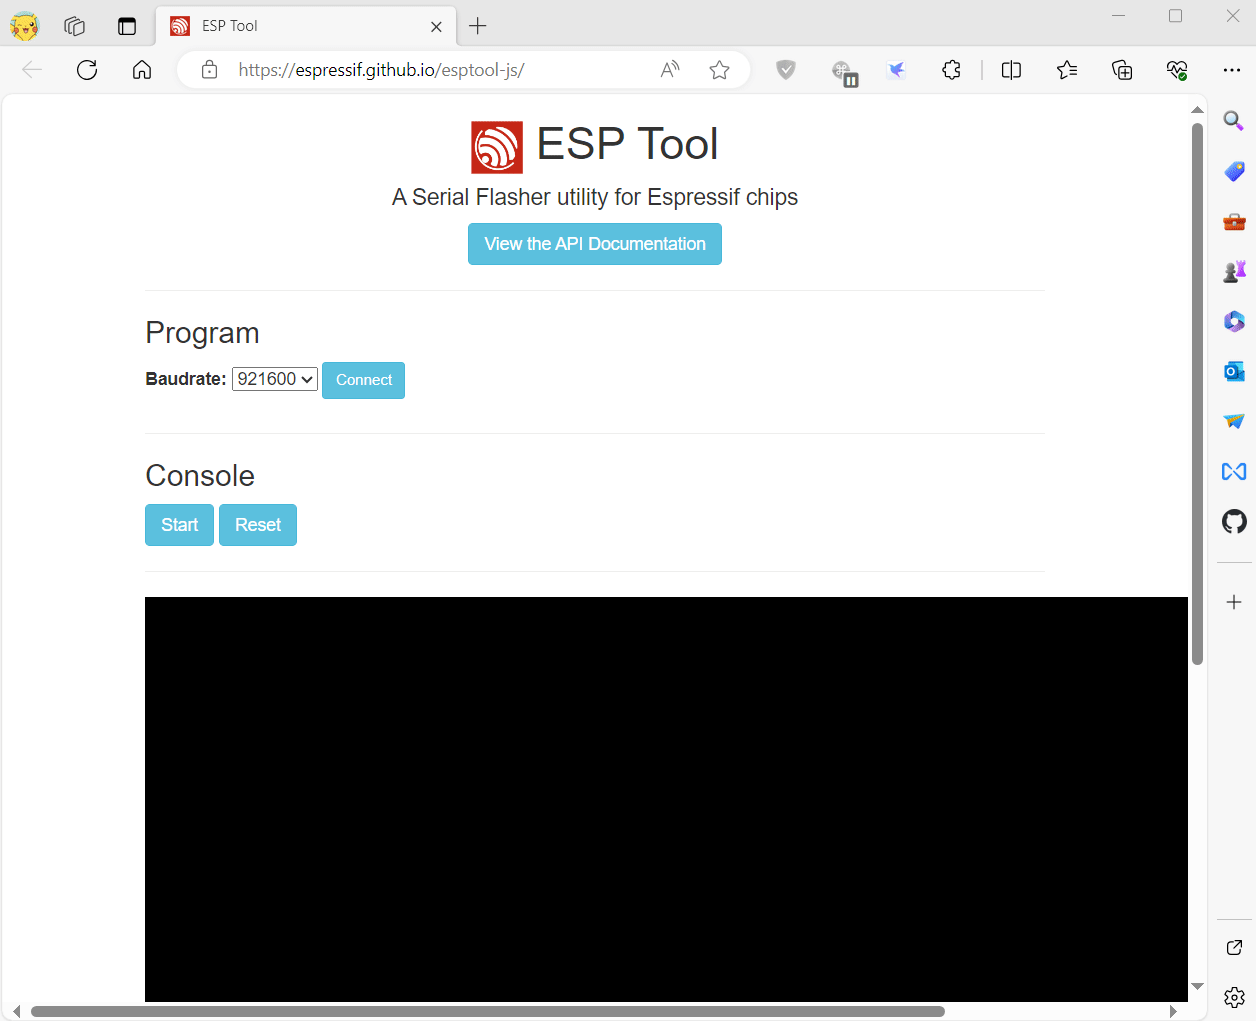 ESP Tool
https://espressif.github.io/esptool-js/
ESP Tool
A Serial Flasher utility for Espressif chips
View the API Documentation
Program
Baudrate: 921600 Connect
Console
Start Reset